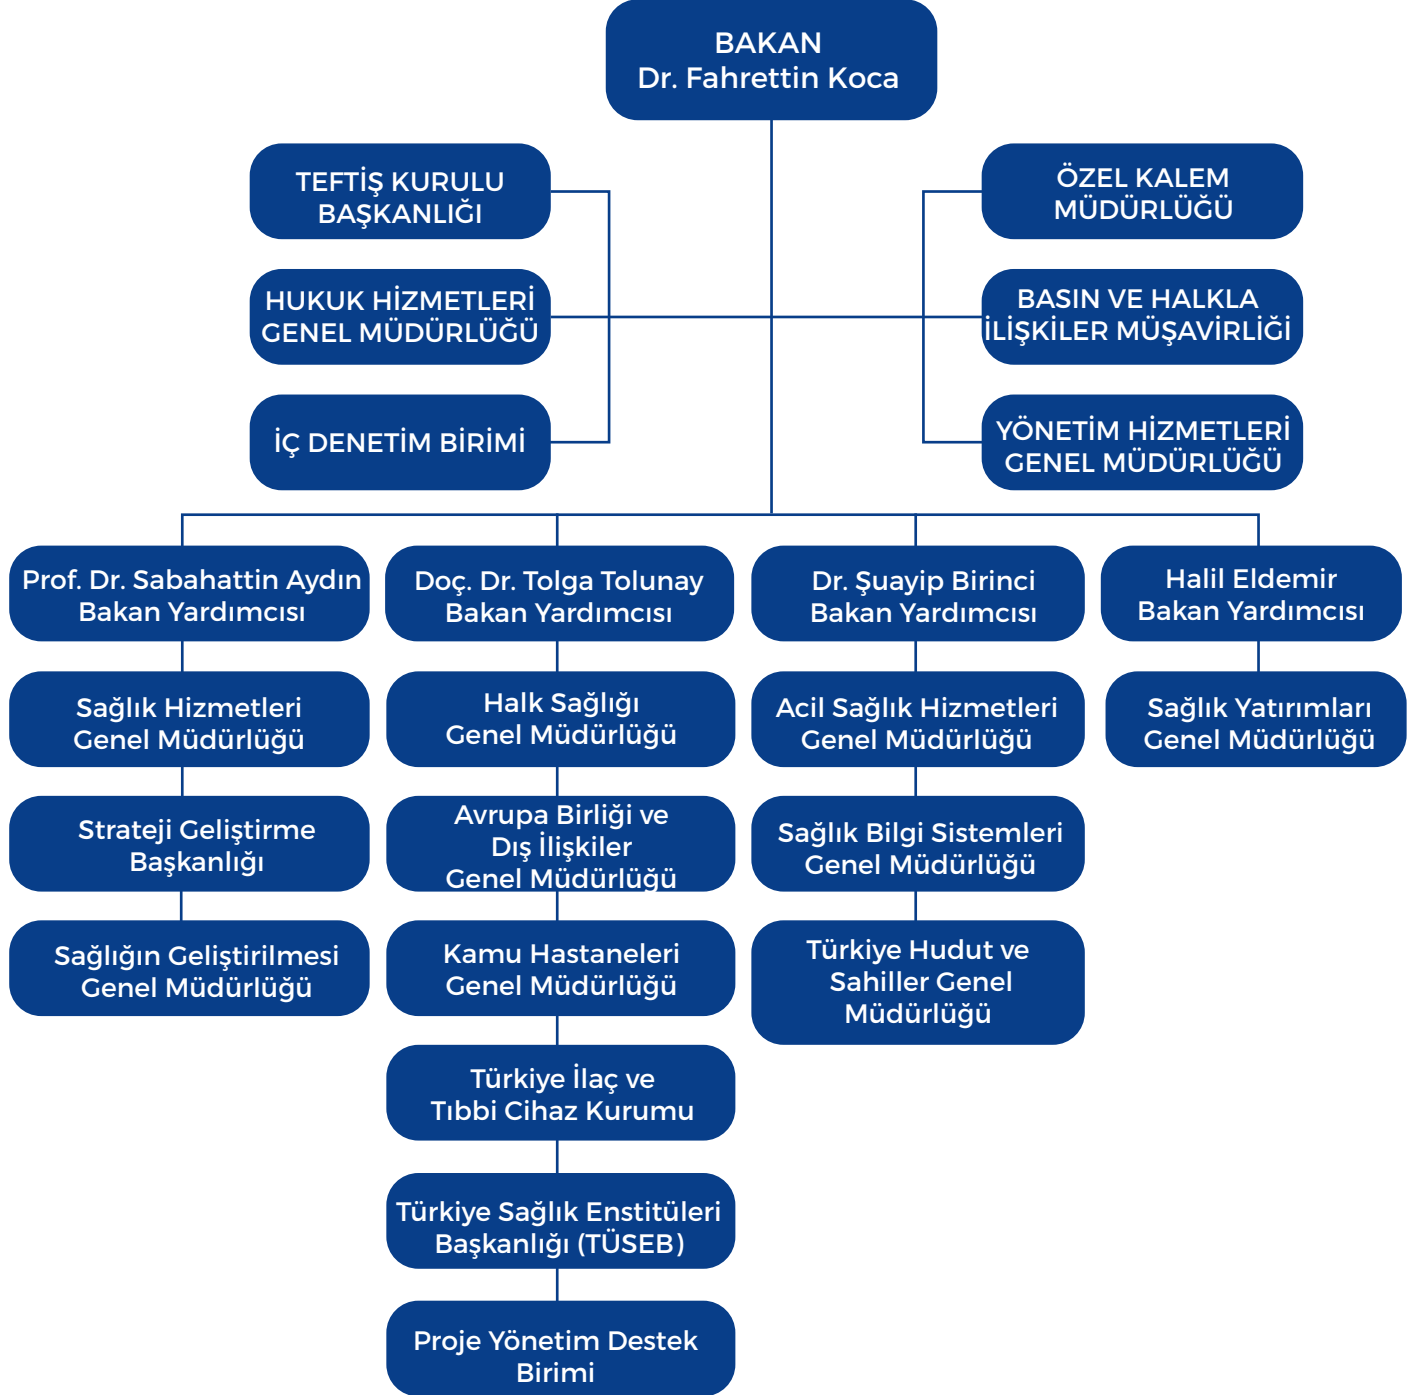 BAKAN
Dr. Fahrettin Koca
TEFTİŞ KURULU
BAŞKANLIĞI
ÖZEL KALEM
MÜDÜRLÜĞÜ
HUKUK HİZMETLERİ
GENEL MÜDÜRLÜĞÜ
BASIN VE HALKLA
İLİŞKİLER MÜŞAVİRLİĞİ
İÇ DENETİM BİRİMİ
YÖNETİM HİZMETLERİ
GENEL MÜDÜRLÜĞÜ
Prof. Dr. Sabahattin Aydın
Bakan Yardımcısı
Doç. Dr. Tolga Tolunay
Bakan Yardımcısı
Dr. Şuayip Birinci
Bakan Yardımcısı
Halil Eldemir
Bakan Yardımcısı
Sağlık Hizmetleri
Genel Müdürlüğü
Halk Sağlığı
Genel Müdürlüğü
Acil Sağlık Hizmetleri
Genel Müdürlüğü
Sağlık Yatırımları
Genel Müdürlüğü
Strateji Geliştirme
Başkanlığı
Avrupa Birliği ve
Dış İlişkiler
Genel Müdürlüğü
Sağlık Bilgi Sistemleri
Genel Müdürlüğü
Sağlığın Geliştirilmesi
Genel Müdürlüğü
Kamu Hastaneleri
Genel Müdürlüğü
Türkiye Hudut ve
Sahiller Genel
Müdürlüğü
Türkiye İlaç ve
Tıbbi Cihaz Kurumu
Türkiye Sağlık Enstitüleri
Başkanlığı (TÜSEB)
Proje Yönetim Destek
Birimi